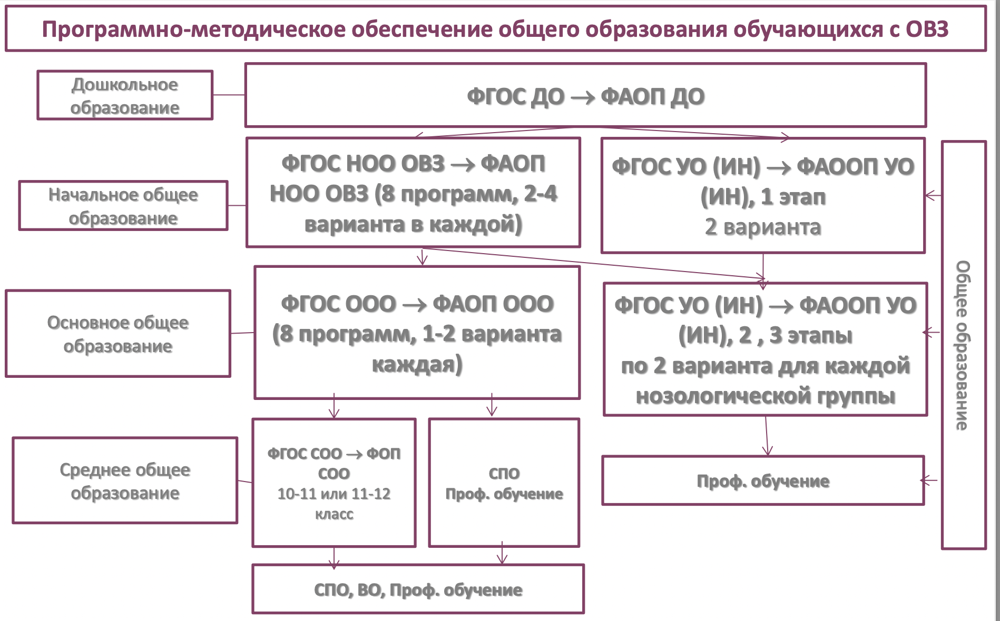 Программно-методическое обеспечение общего образования обучающихся с ОВЗ
Дошкольное
образование
ФГОС ДО → ФАОП ДО
Начальное общее
образование
ФГОС НОО ОВЗ → ФАОП
НОО ОВЗ (8 программ, 2-4
варианта в каждой)
ФГОС УО (ИН) → ФАООП УО
(ИН), 1 этап
2 варианта
Общее образование
Основное общее
образование
ФГОС ООО → ФАОП ООО
(8 программ, 1-2 варианта
каждая)
ФГОС УО (ИН) → ФАООП УО
(ИН), 2 , 3 этапы
по 2 варианта для каждой
нозологической группы
Среднее общее
образование
ФГОС СОО → ФОП
СОО
10-11 или 11-12
класс
СПО
Проф. обучение
Проф. обучение
СПО, ВО, Проф. обучение